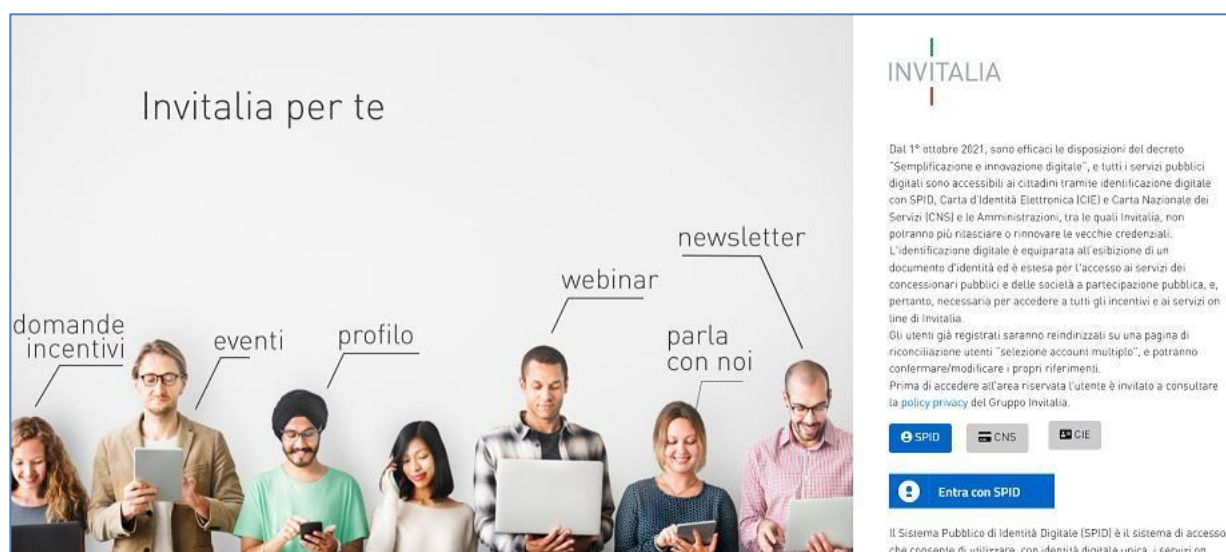 Invitalia per te
domande
incentivi
eventi
profilo
webinar
newsletter
parla
con noi
INVITALIA
Dal 1° ottobre 2021, sono efficaci le disposizioni del decreto
"Semplificazione e innovazione digitale", e tutti i servizi pubblici
digitali sono accessibili ai cittadini tramite identificazione digitale
con SPID, Carta d'Identità Elettronica (CIE) e Carta Nazionale dei
Servizi (CNS) e le Amministrazioni, tra le quali Invitalia, non
potranno più rilasciare o rinnovare le vecchie credenziali.
L'identificazione digitale è equiparata all'esibizione di un
documento d'identità ed è estesa per l'accesso ai servizi dei
concessionari pubblici e delle società a partecipazione pubblica, e,
pertanto, necessaria per accedere a tutti gli incentivi e ai servizi on
line di Invitalia.
Gli utenti già registrati saranno reindirizzati su una pagina di
riconciliazione utenti "selezione account multiplo", e potranno
confermare/modificare i propri riferimenti.
Prima di accedere all'area riservata l'utente è invitato a consultare
la policy privacy del Gruppo Invitalia.
SPID
CNS
CIE
Entra con SPID
Il Sistema Pubblico di Identità Digitale (SPID) è il sistema di accesso
che consente di utilizzare, con identità digitale unica, i servizi on